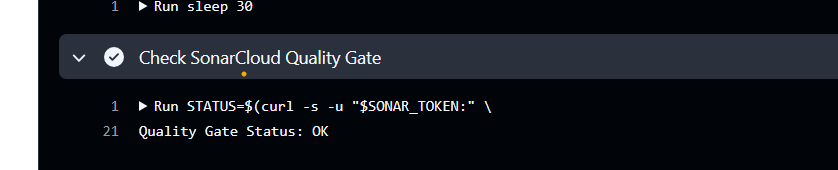 1 Run sleep 30
Check SonarCloud Quality Gate
1 Run STATUS=$(curl -s -u "$SONAR_TOKEN:" \
21 Quality Gate Status: OK